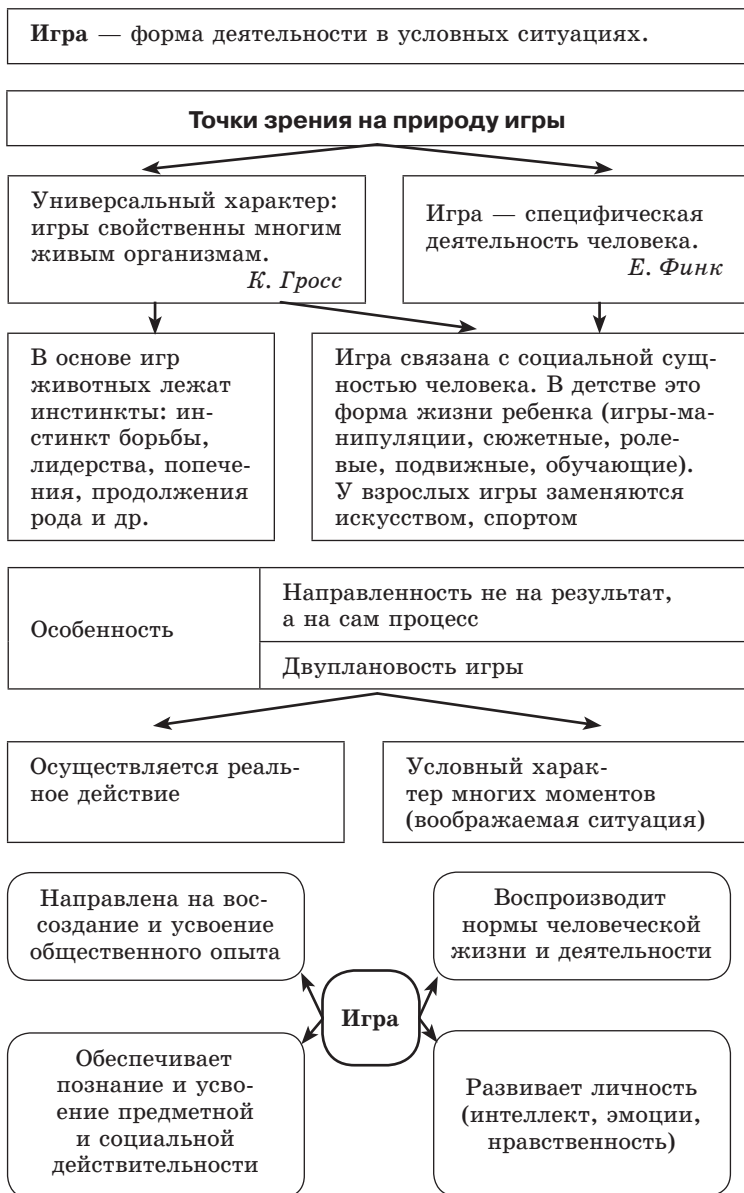 Игра — форма деятельности в условных ситуациях.
Точки зрения на природу игры
Универсальный характер:
игры свойственны многим
живым организмам.
К. Гросс
Игра — специфическая
деятельность человека.
Е. Финк
В основе игр
животных лежат
инстинкты: ин-
стинкт борьбы,
лидерства, попече-
ния, продолжения
рода и др.
Игра связана с социальной сущ-
ностью человека. В детстве это
форма жизни ребенка (игры-ма-
нипуляции, сюжетные, роле-
вые, подвижные, обучающие).
У взрослых игры заменяются
искусством, спортом
Особенность
Направленность не на результат,
а на сам процесс
Двуплановость игры
Осуществляется реаль-
ное действие
Условный харак-
тер многих моментов
(воображаемая ситуация)
Направлена на вос-
создание и усвоение
общественного опыта
Воспроизводит
нормы человеческой
жизни и деятельности
Игра
Обеспечивает
познание и усво-
ение предметной
и социальной
действительности
Развивает личность
(интеллект, эмоции,
нравственность)